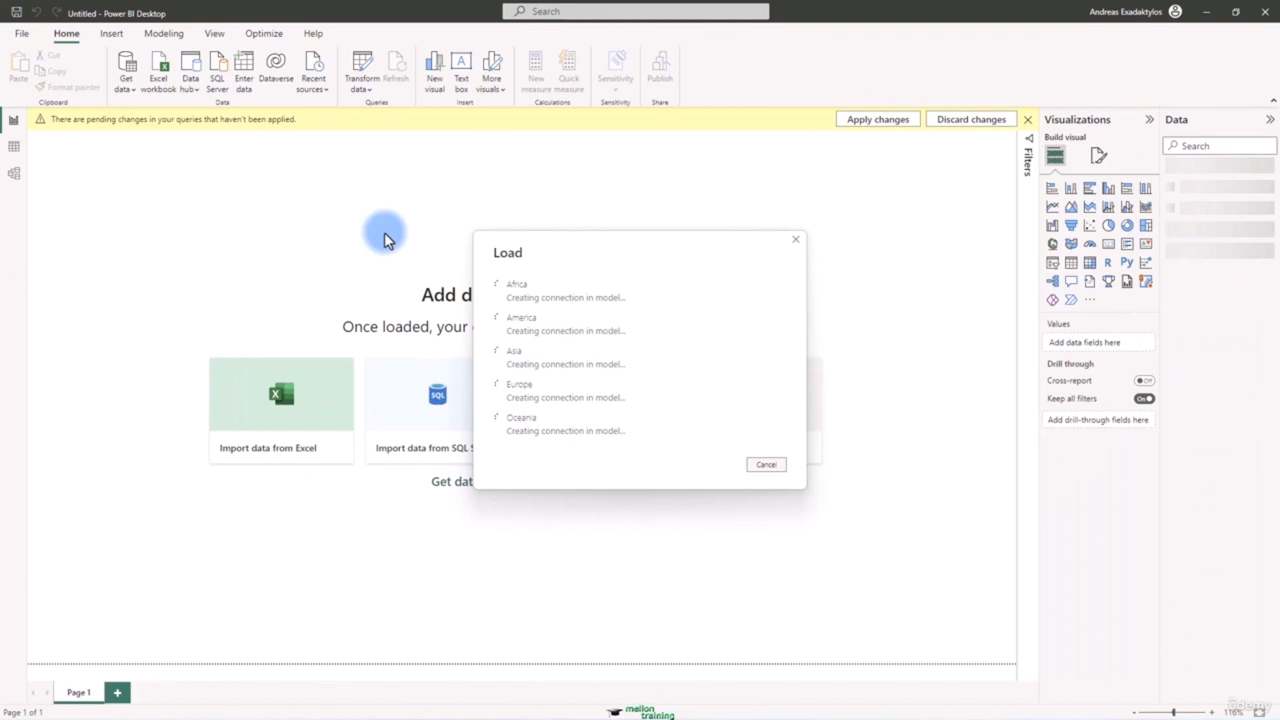 Untitled - Power BI Desktop
Search
Andreas Exadaktylos
File Home Insert Modeling View Optimize Help
Paste
Cut
Copy
Format painter
Clipboard
Get data
Excel workbook
Data hub
SQL Server
Enter data
Dataverse
Recent sources
Data
Transform data
Refresh
Queries
New visual
Text box
More visuals
Insert
New measure
Quick measure
Calculations
Sensitivity
Sensitivity
Publish
Share
There are pending changes in your queries that haven't been applied.
Apply changes
Discard changes
Filters
Visualizations
Build visual
R
Py
Values
Add data fields here
Drill through
Cross-report
Off
Keep all filters
On
Add drill-through fields here
Data
Search
Add d
Once loaded, your
Import data from Excel
SQL
Import data from SQL S
Get dat
Load
Africa
Creating connection in model...
America
Creating connection in model...
Asia
Creating connection in model...
Europe
Creating connection in model...
Oceania
Creating connection in model...
Cancel
Page 1
Page 1 of 1
mellon training
116%
ûdemy